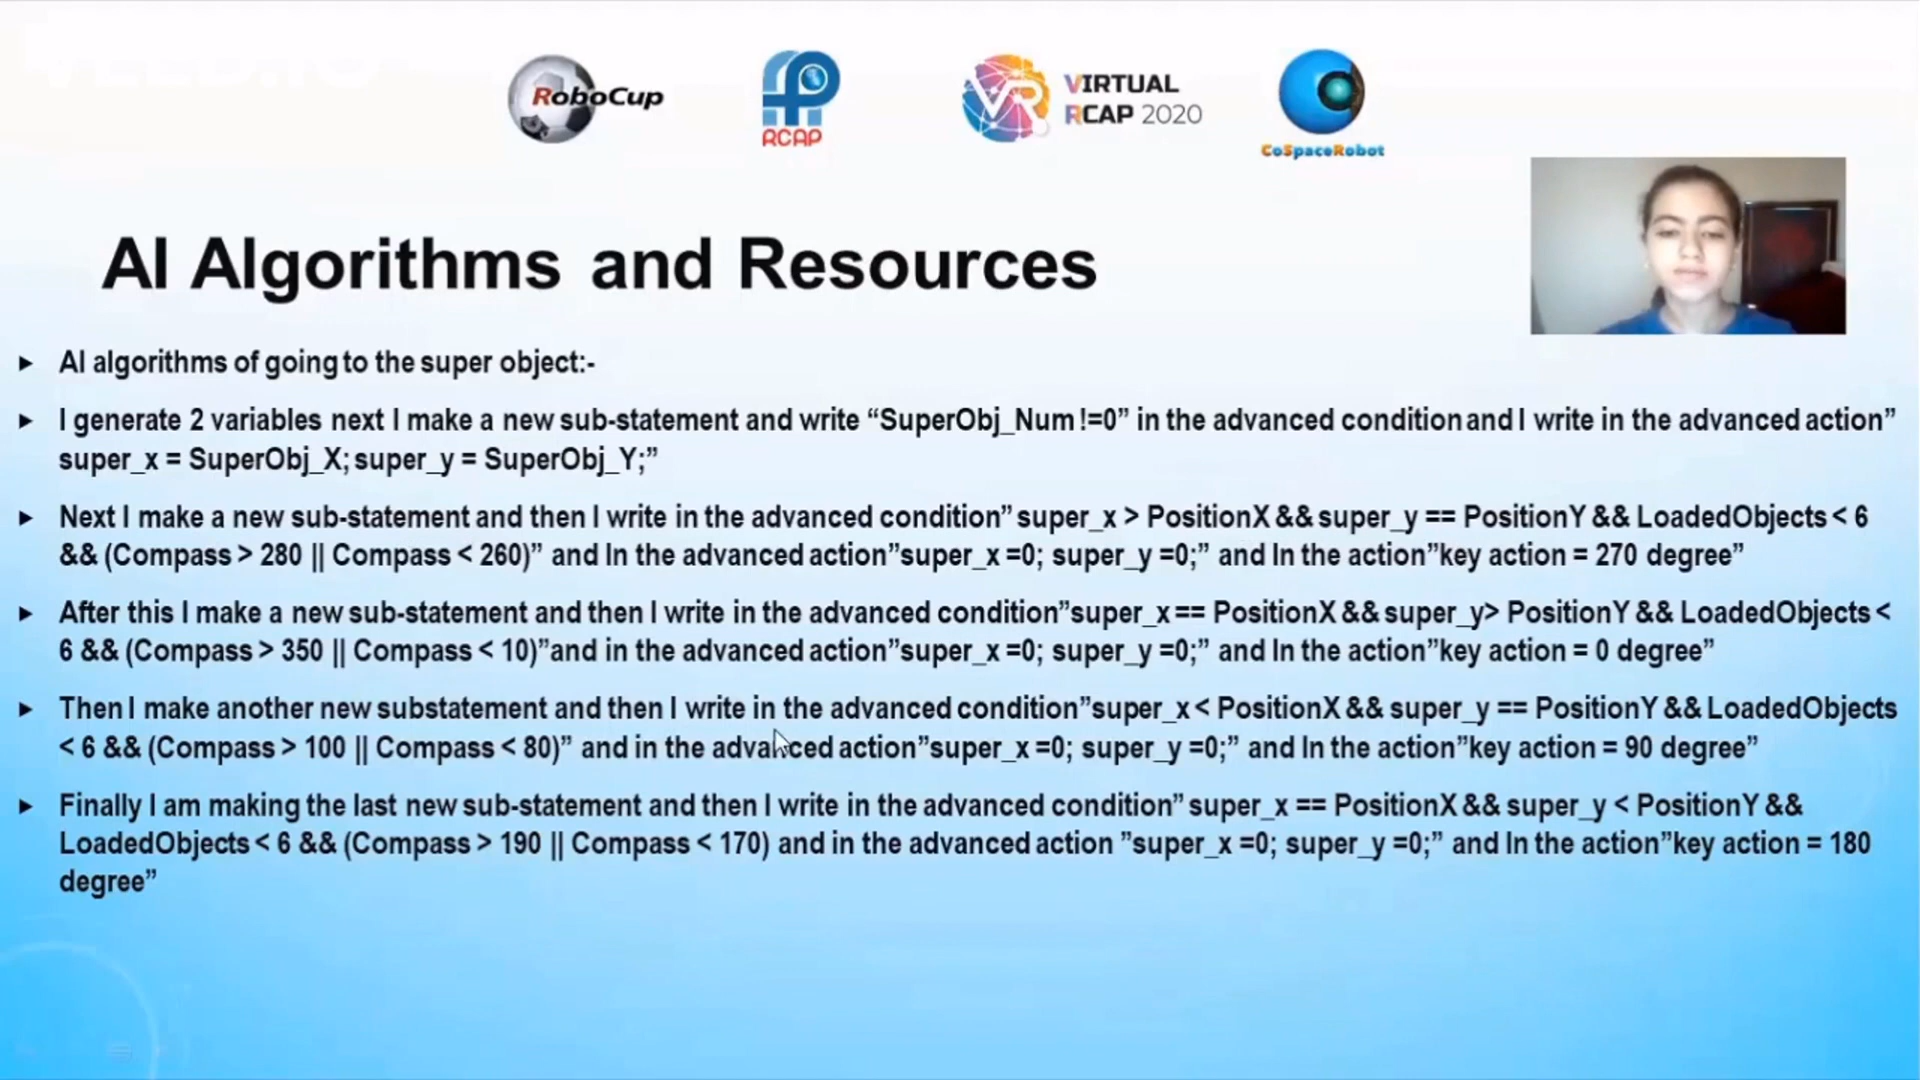 RoboCup
RCAP
VIRTUAL
RCAP 2020
CoSpaceRobot
AI Algorithms and Resources
AI algorithms of going to the super object:-
I generate 2 variables next I make a new sub-statement and write “SuperObj_Num !=0” in the advanced condition and I write in the advanced action”
super_x = SuperObj_X; super_y = SuperObj_Y;”
Next I make a new sub-statement and then I write in the advanced condition” super_x > PositionX && super_y == PositionY && LoadedObjects < 6
&& (Compass > 280 || Compass < 260)” and In the advanced action”super_x =0; super_y =0;” and In the action”key action = 270 degree”
After this I make a new sub-statement and then I write in the advanced condition”super_x == PositionX && super_y> PositionY && LoadedObjects <
6 && (Compass > 350 || Compass < 10)”and in the advanced action”super_x =0; super_y =0;” and In the action”key action = 0 degree”
Then I make another new substatement and then I write in the advanced condition”super_x < PositionX && super_y == PositionY && LoadedObjects
< 6 && (Compass > 100 || Compass < 80)” and in the advanced action”super_x =0; super_y =0;” and In the action”key action = 90 degree”
Finally I am making the last new sub-statement and then I write in the advanced condition” super_x == PositionX && super_y < PositionY &&
LoadedObjects < 6 && (Compass > 190 || Compass < 170) and in the advanced action ”super_x =0; super_y =0;” and In the action”key action = 180
degree”